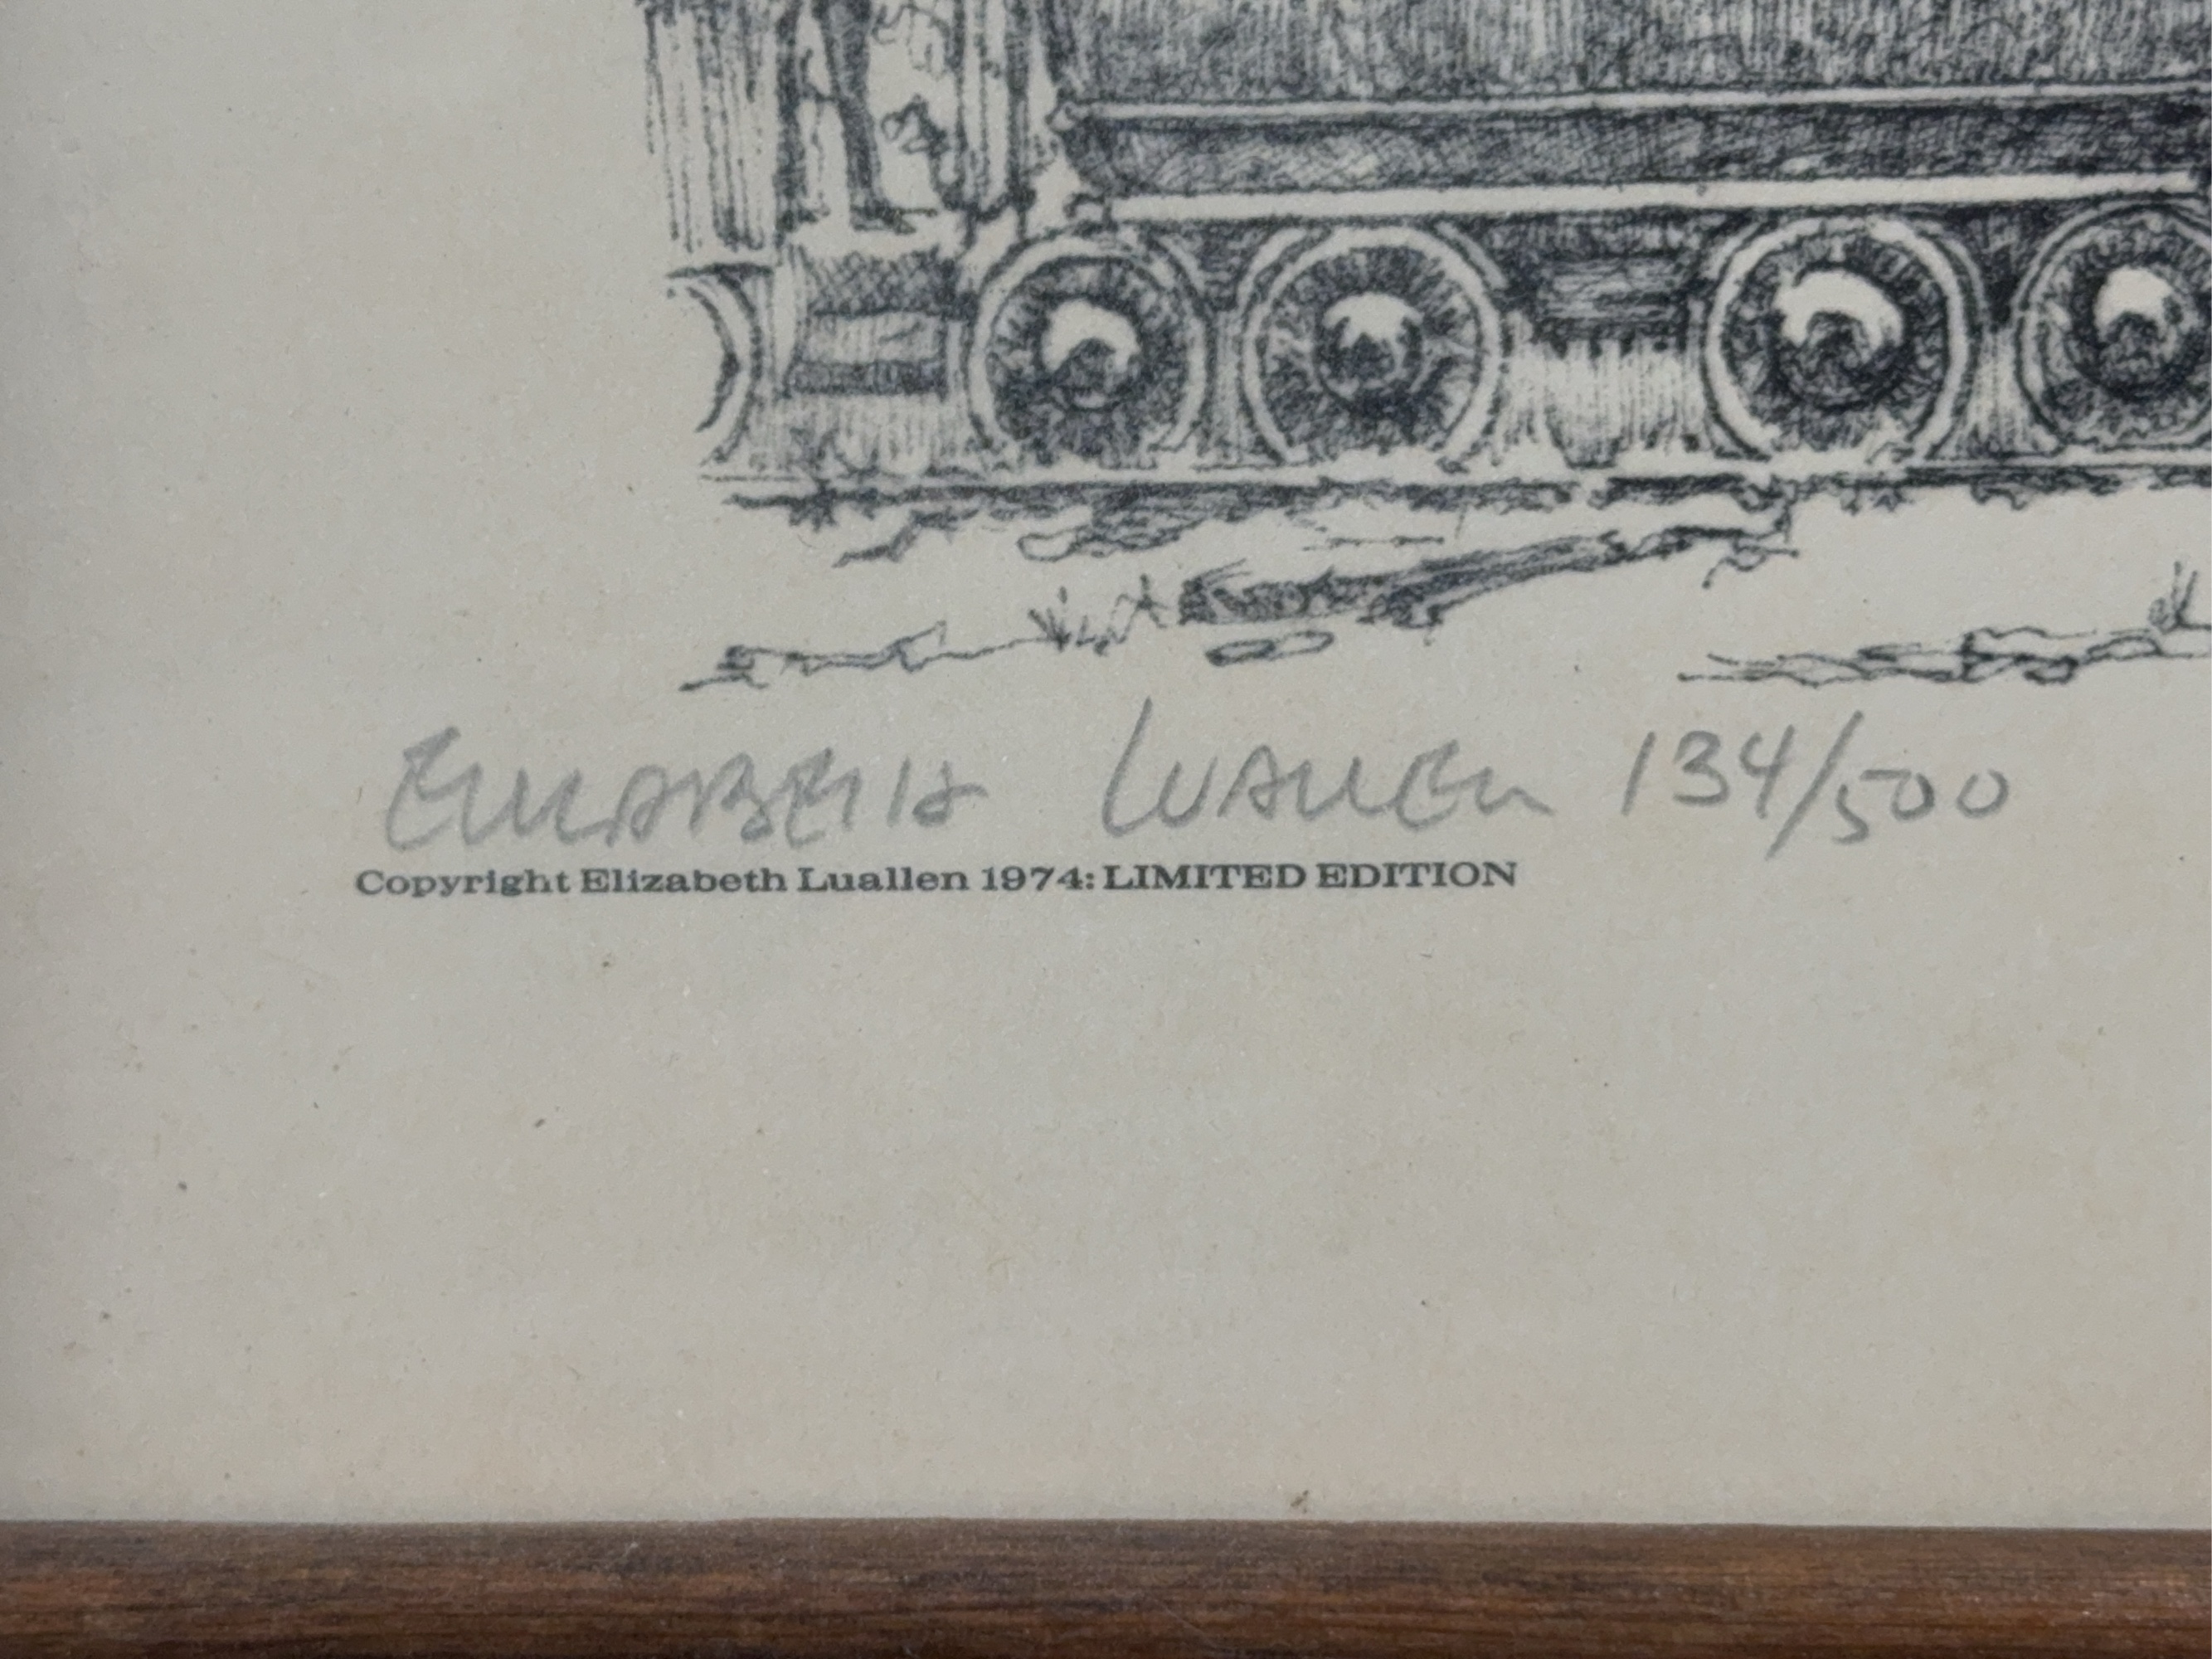 ELIZABETH LUALLEN 134/500
Copyright Elizabeth Luallen 1974: LIMITED EDITION